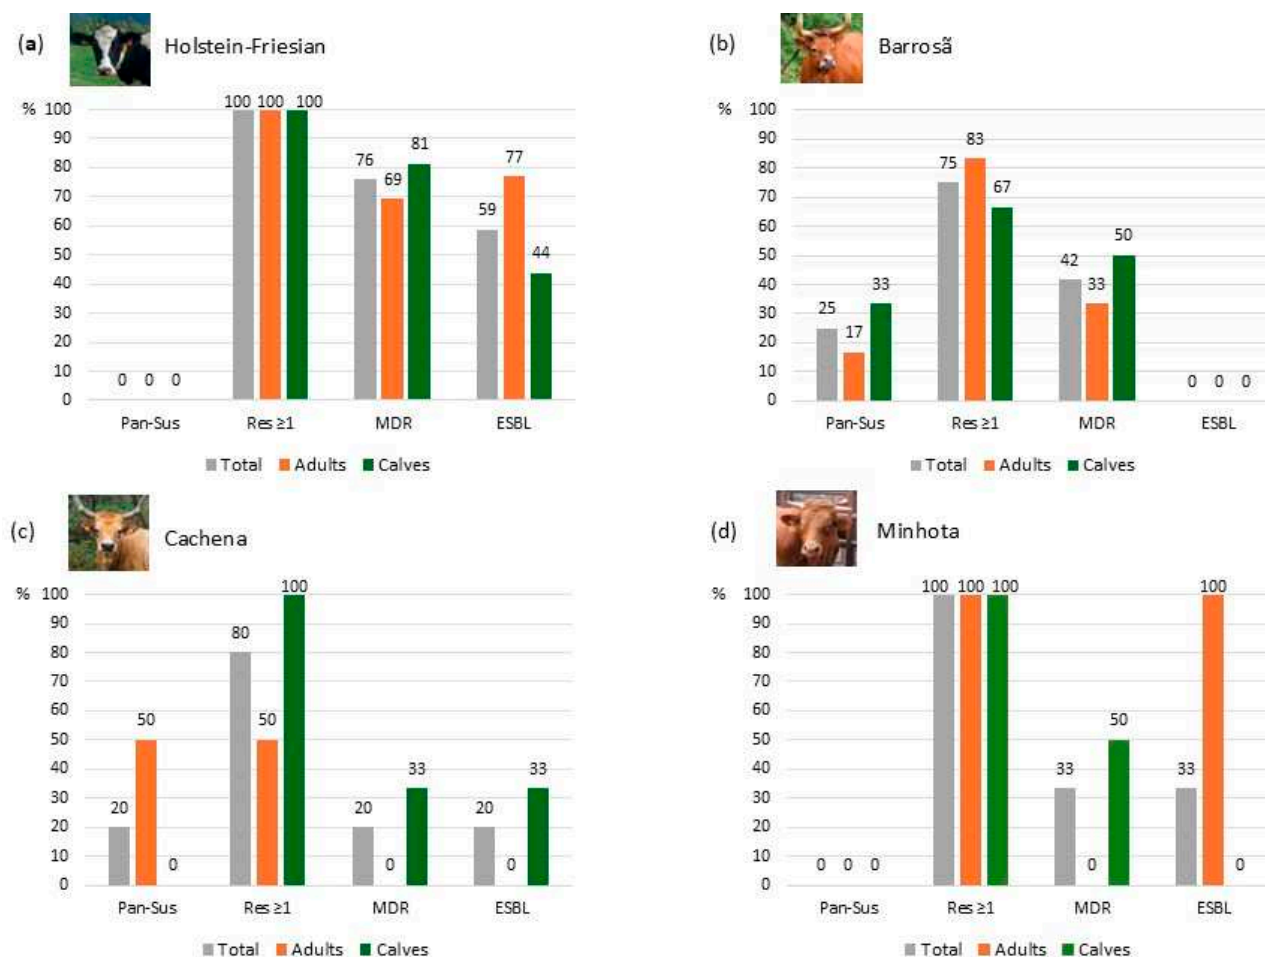 (a) Holstein-Friesian
% 100
90
80
70
60
50
40
30
20
10
0
0 0 0
100 100 100
76 69 81
59 77 44
Pan-Sus Res ≥1 MDR ESBL
Total Adults Calves
(b) Barrosã
% 100
90
80
70
60
50
40
30
20
10
0
25 17 33
75 83 67
42 33 50
0 0 0
Pan-Sus Res ≥1 MDR ESBL
Total Adults Calves
(c) Cachena
% 100
90
80
70
60
50
40
30
20
10
0
20 50 0
80 50 100
20 0 33
20 0 33
Pan-Sus Res ≥1 MDR ESBL
Total Adults Calves
(d) Minhota
% 100
90
80
70
60
50
40
30
20
10
0
0 0 0
100 100 100
33 0 50
33 100 0
Pan-Sus Res ≥1 MDR ESBL
Total Adults Calves